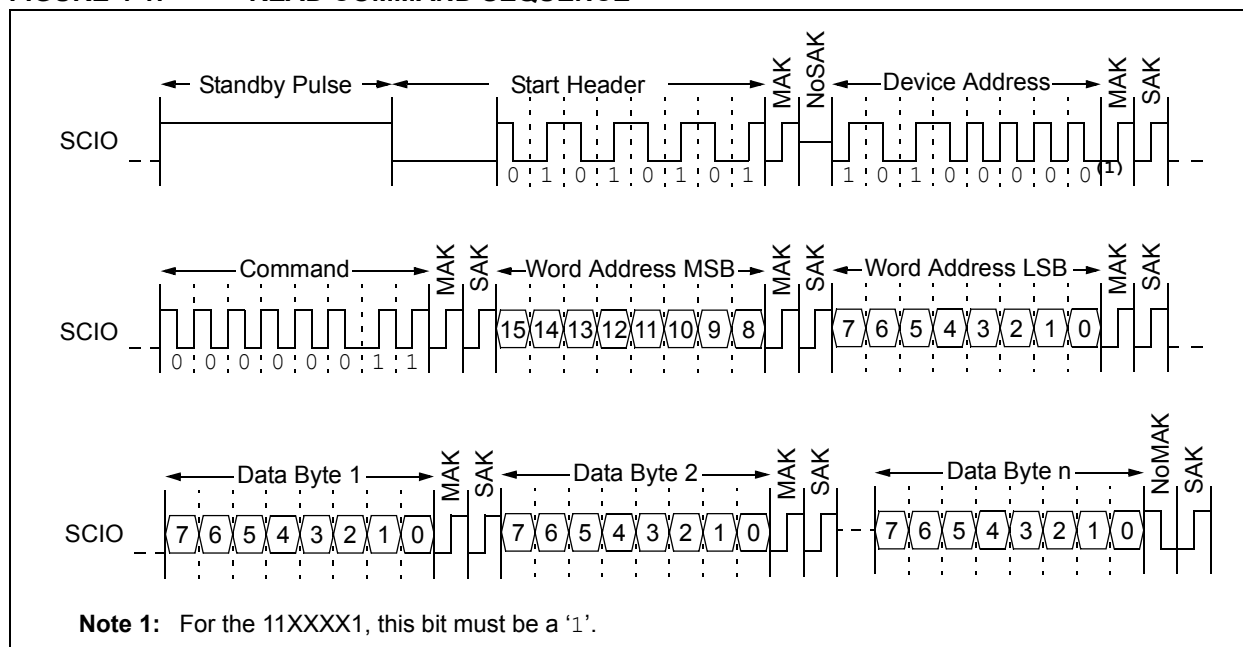 FIGURE 4-1: READ COMMAND SEQUENCE
Standby Pulse Start Header MAK NoSAK Device Address MAK SAK
SCIO
0 1 0 1 0 1 0 1 1 0 1 0 0 0 0 0(1)
Command MAK SAK Word Address MSB MAK SAK Word Address LSB MAK SAK
SCIO 15 14 13 12 11 10 9 8 7 6 5 4 3 2 1 0
0 0 0 0 0 0 1 1
Data Byte 1 MAK SAK Data Byte 2 MAK SAK Data Byte n NoMAK SAK
SCIO 7 6 5 4 3 2 1 0 7 6 5 4 3 2 1 0 7 6 5 4 3 2 1 0
Note 1: For the 11XXXX1, this bit must be a ‘1’.